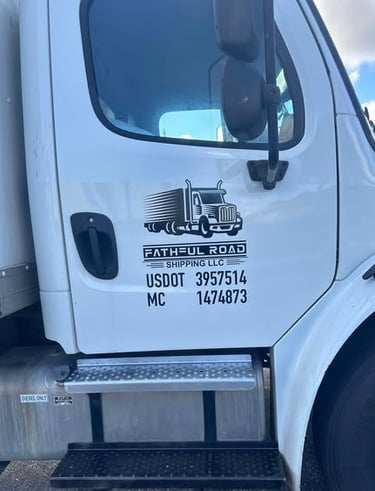 FATHFUL ROAD
SHIPPING LLC
USDOT 3957514
MC 1474873
DIESEL ONLY